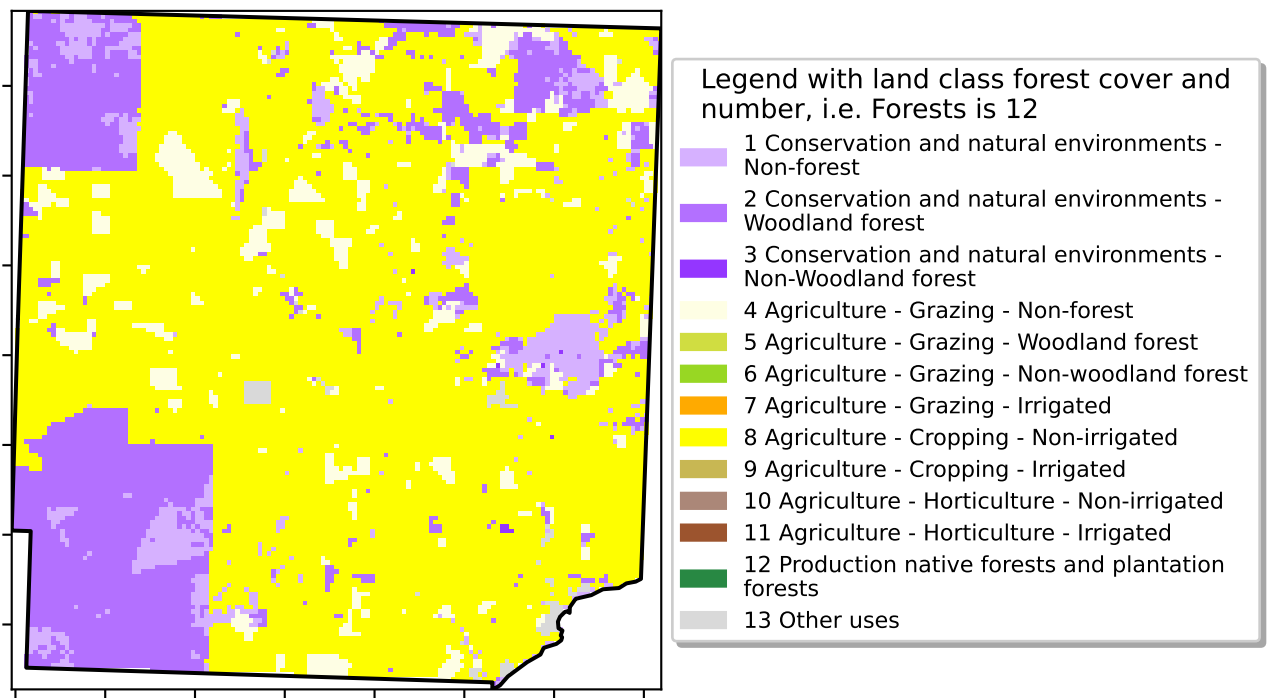 Legend with land class forest cover and
number, i.e. Forests is 12
1 Conservation and natural environments -
Non-forest
2 Conservation and natural environments -
Woodland forest
3 Conservation and natural environments -
Non-Woodland forest
4 Agriculture - Grazing - Non-forest
5 Agriculture - Grazing - Woodland forest
6 Agriculture - Grazing - Non-woodland forest
7 Agriculture - Grazing - Irrigated
8 Agriculture - Cropping - Non-irrigated
9 Agriculture - Cropping - Irrigated
10 Agriculture - Horticulture - Non-irrigated
11 Agriculture - Horticulture - Irrigated
12 Production native forests and plantation
forests
13 Other uses